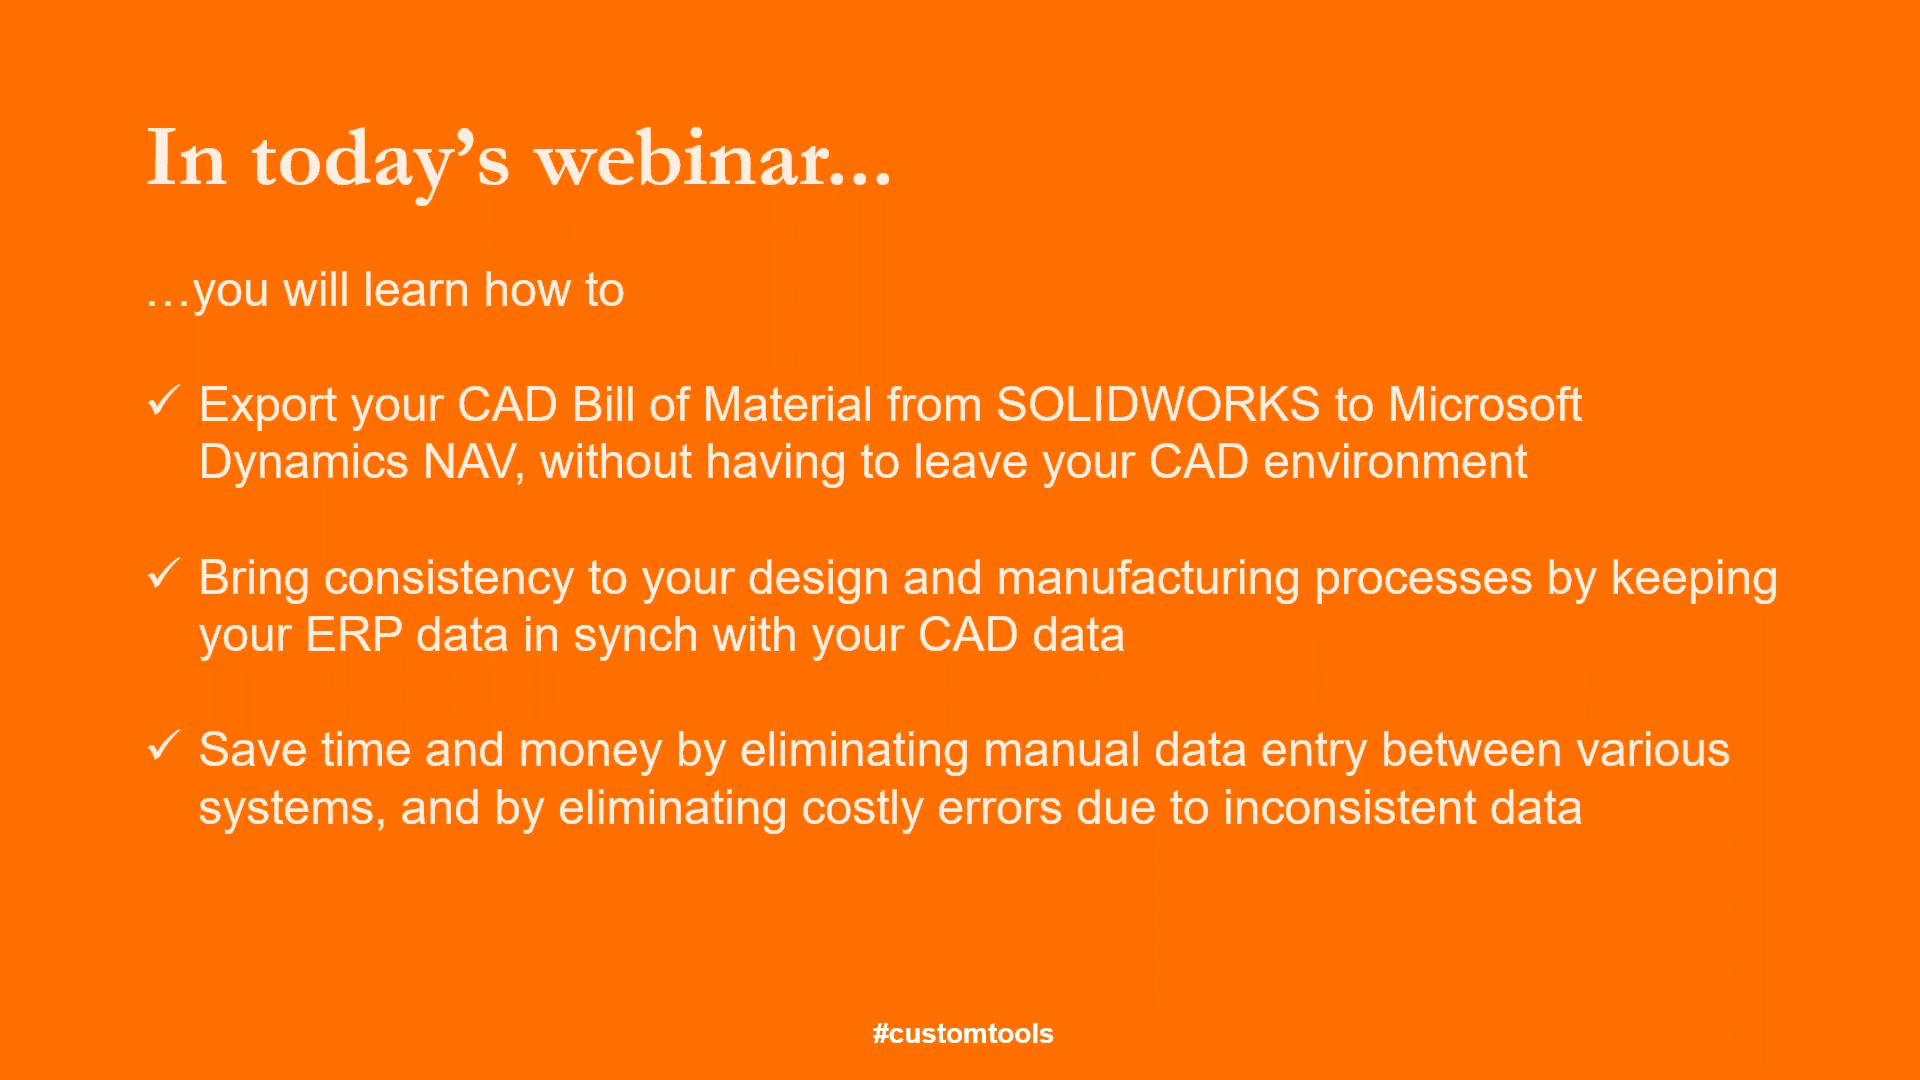 In today’s webinar...
…you will learn how to
✓ Export your CAD Bill of Material from SOLIDWORKS to Microsoft
Dynamics NAV, without having to leave your CAD environment
✓ Bring consistency to your design and manufacturing processes by keeping
your ERP data in synch with your CAD data
✓ Save time and money by eliminating manual data entry between various
systems, and by eliminating costly errors due to inconsistent data
#customtools